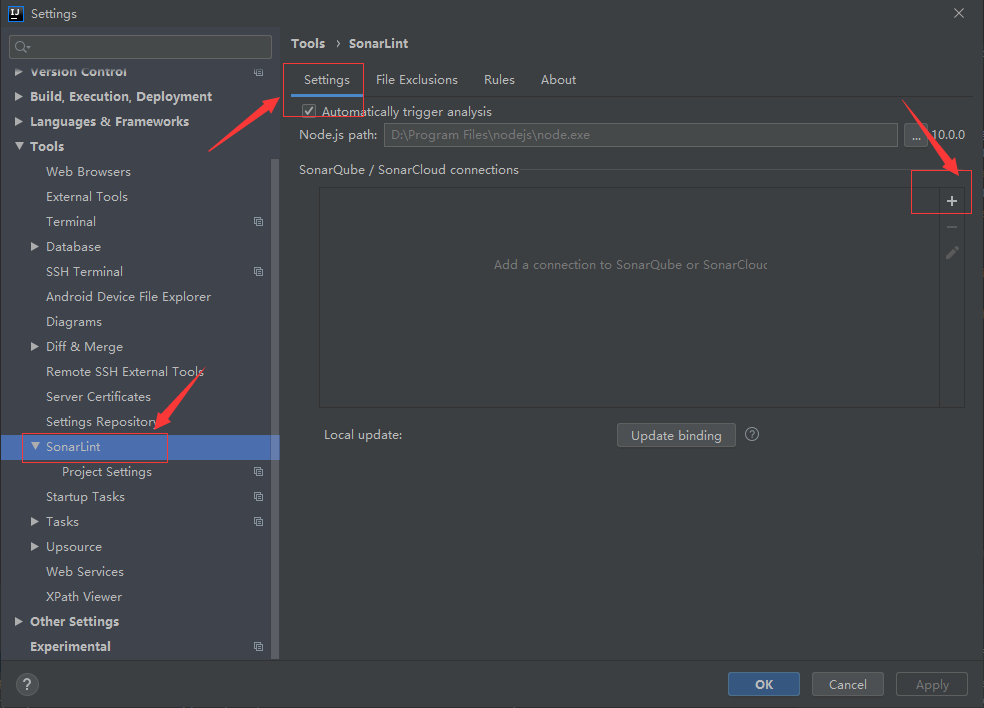 IJ
Settings
Tools › SonarLint
Version Control
Build, Execution, Deployment
Languages & Frameworks
Tools
Web Browsers
External Tools
Terminal
Database
SSH Terminal
Android Device File Explorer
Diagrams
Diff & Merge
Remote SSH External Tools
Server Certificates
Settings Repository
SonarLint
Project Settings
Startup Tasks
Tasks
Upsource
Web Services
XPath Viewer
Other Settings
Experimental
Settings File Exclusions Rules About
Automatically trigger analysis
Node.js path: D:\Program Files\nodejs\node.exe ... 10.0.0
SonarQube / SonarCloud connections
Add a connection to SonarQube or SonarCloud
Local update: Update binding ?
? OK Cancel Apply